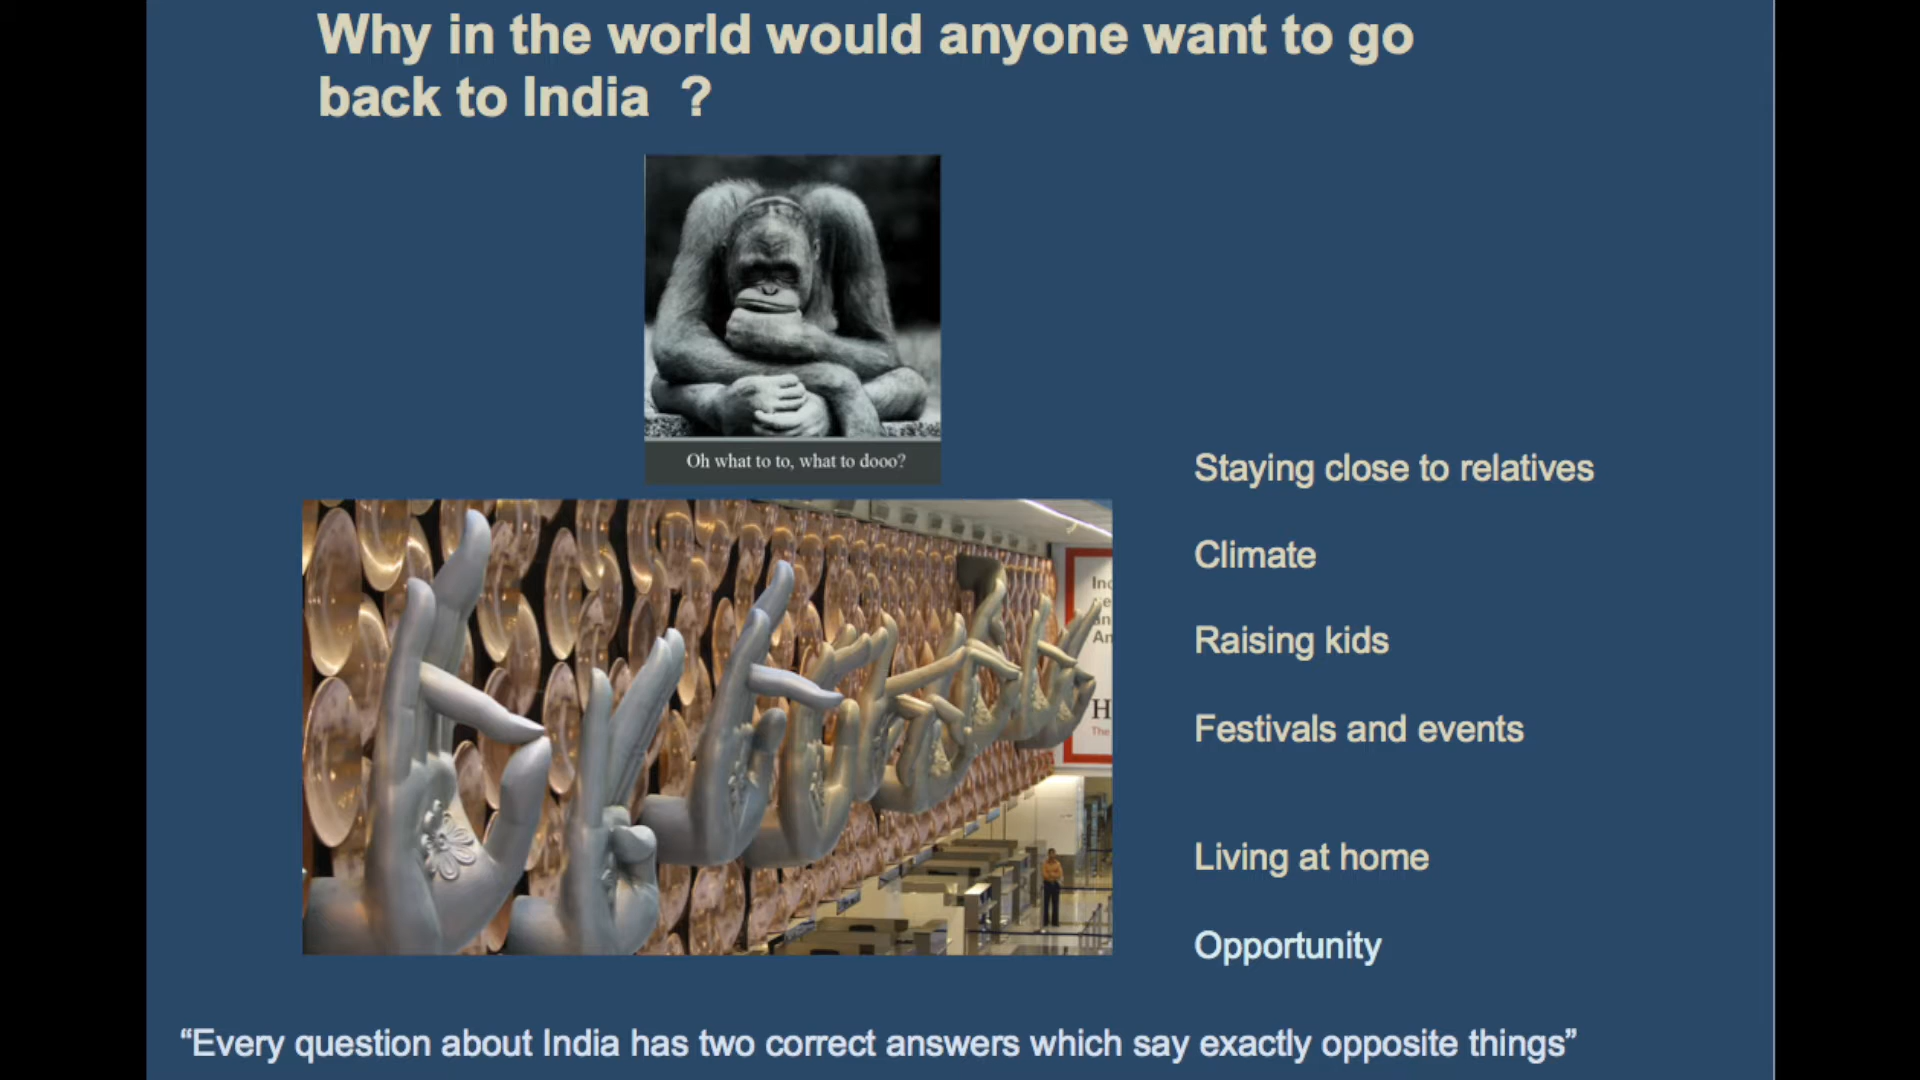 Why in the world would anyone want to go
back to India ?
Oh what to to, what to dooo?
Staying close to relatives
Climate
Raising kids
Festivals and events
Living at home
Opportunity
“Every question about India has two correct answers which say exactly opposite things”
H
The